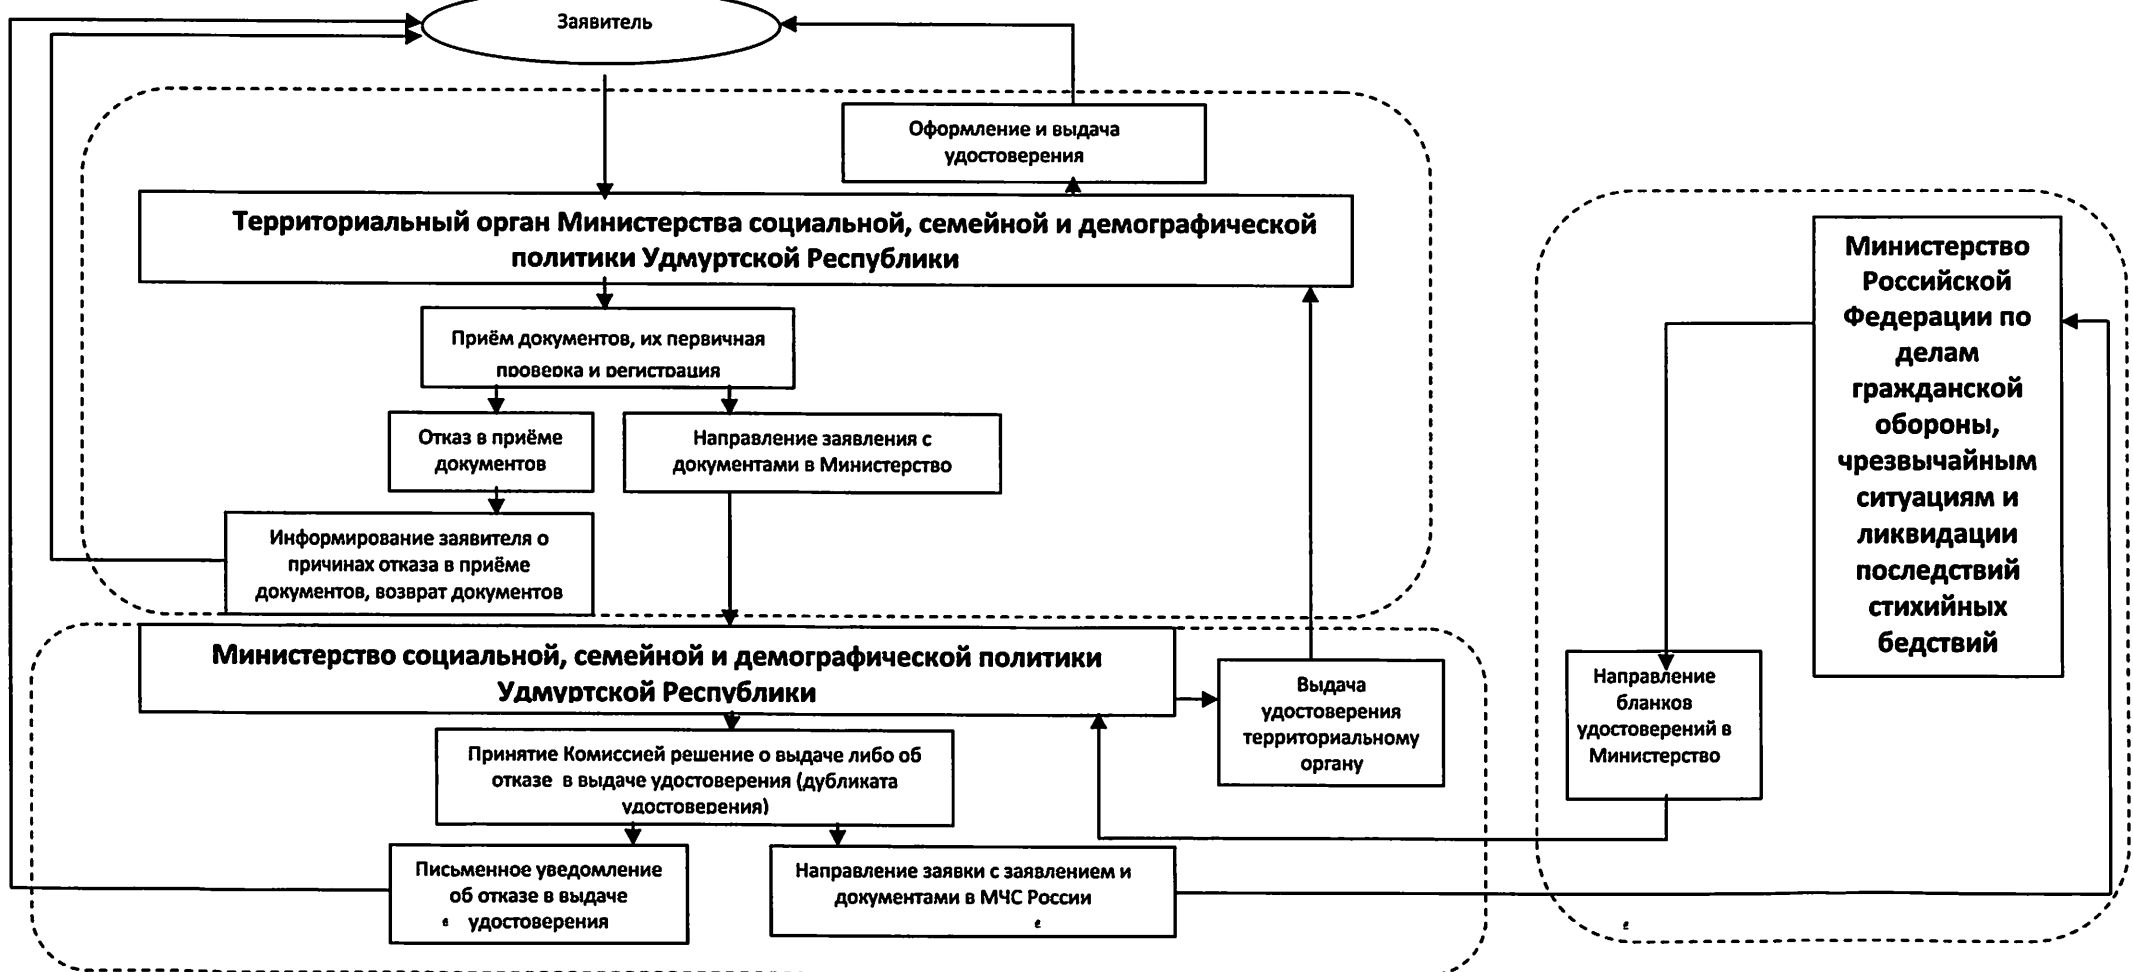 Заявитель
Оформление и выдача
удостоверения
Территориальный орган Министерства социальной, семейной и демографической
политики Удмуртской Республики
Приём документов, их первичная
проверка и регистрация
Отказ в приёме
документов
Направление заявления с
документами в Министерство
Информирование заявителя о
причинах отказа в приёме
документов, возврат документов
Министерство социальной, семейной и демографической политики
Удмуртской Республики
Выдача
удостоверения
территориальному
органу
Принятие Комиссией решение о выдаче либо об
отказе в выдаче удостоверения (дубликата
удостоверения)
Письменное уведомление
об отказе в выдаче
удостоверения
Направление заявки с заявлением и
документами в МЧС России
Министерство
Российской
Федерации по
делам
гражданской
обороны,
чрезвычайным
ситуациям и
ликвидации
последствий
стихийных
бедствий
Направление
бланков
удостоверений в
Министерство